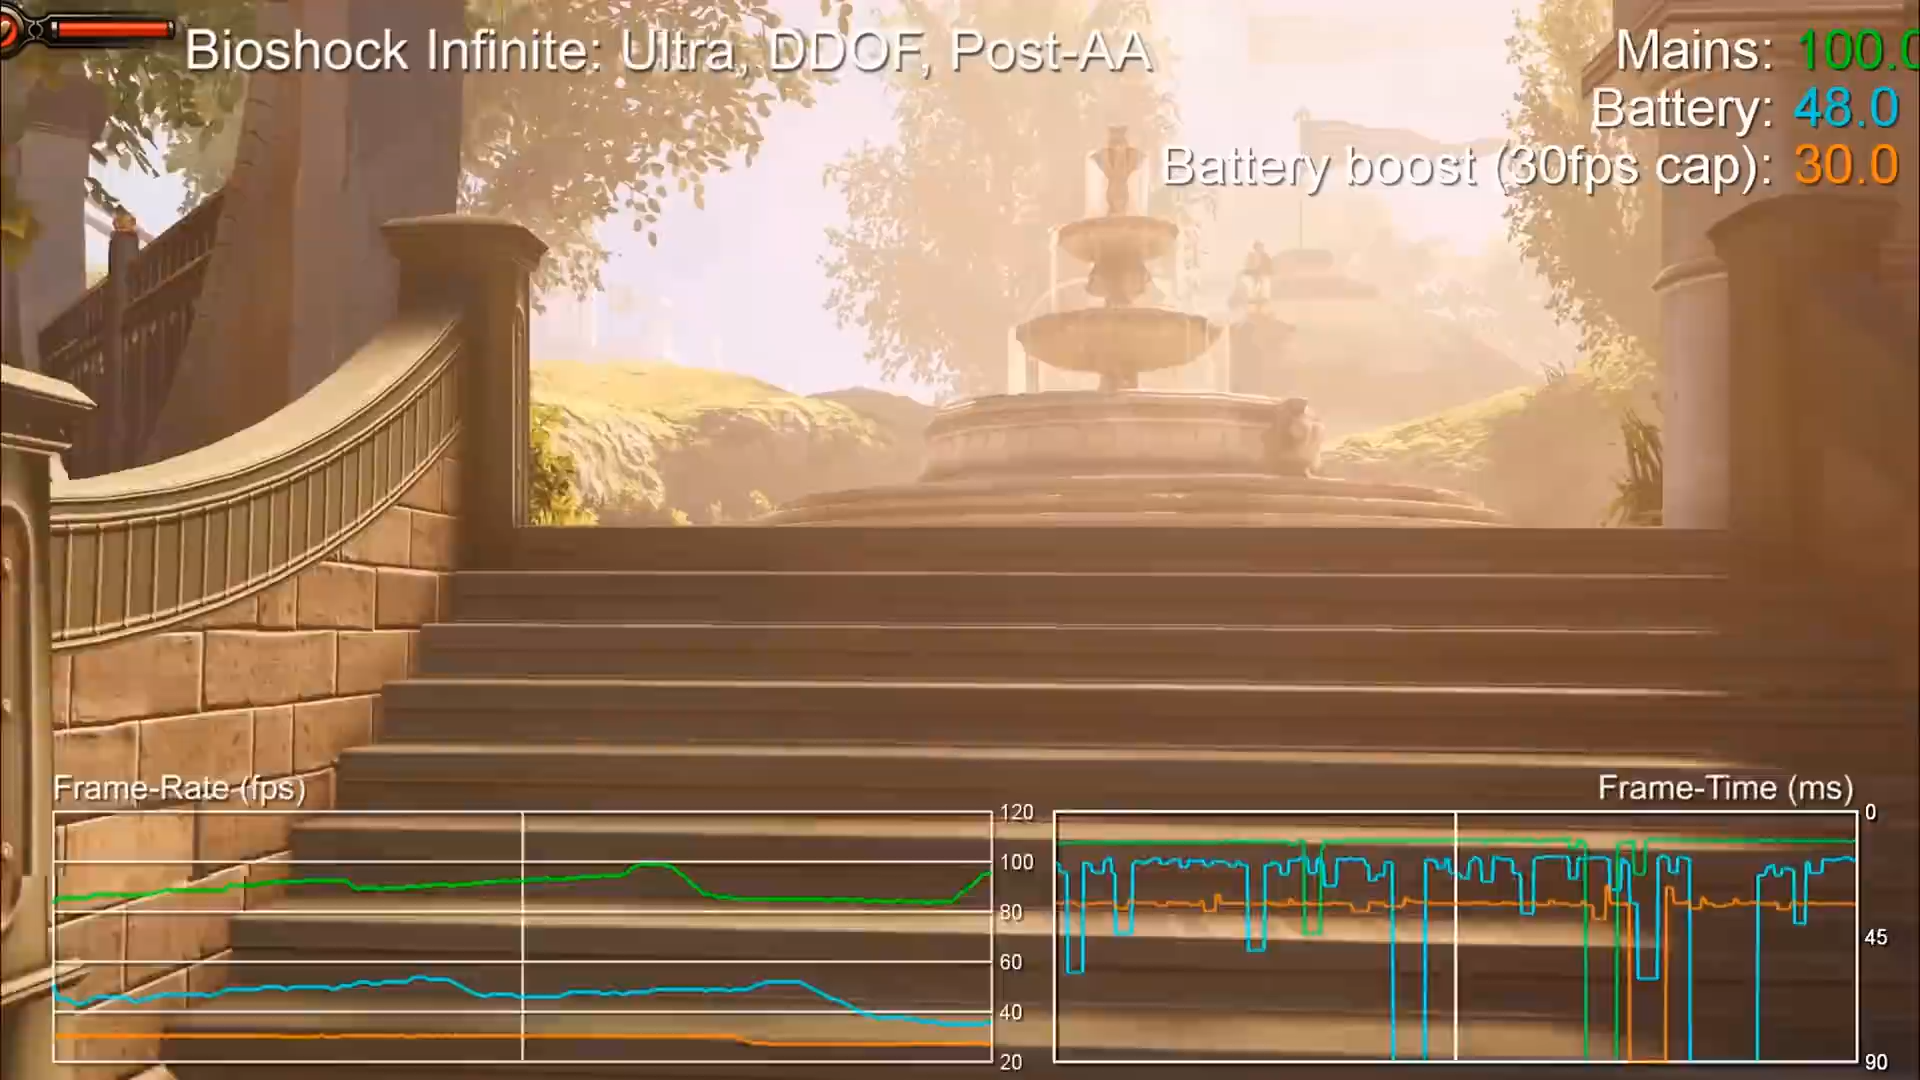 Bioshock Infinite: Ultra, DDOF, Post-AA
Mains: 100.0
Battery: 48.0
Battery boost (30fps cap): 30.0
Frame-Rate (fps)
120
100
80
60
40
20
Frame-Time (ms)
0
45
90